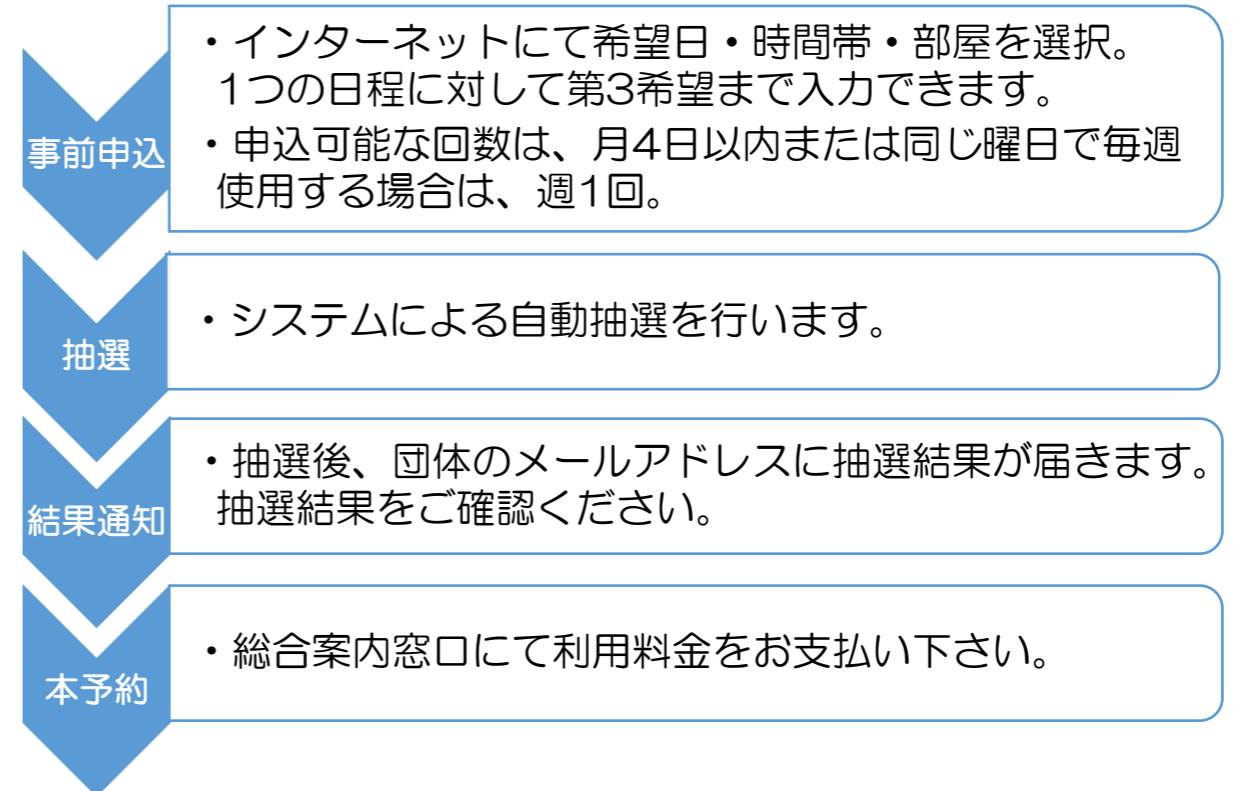 事前申込
・インターネットにて希望日・時間帯・部屋を選択。
1つの日程に対して第3希望まで入力できます。
・申込可能な回数は、月4日以内または同じ曜日で毎週
使用する場合は、週1回。
抽選
・システムによる自動抽選を行います。
結果通知
・抽選後、団体のメールアドレスに抽選結果が届きます。
抽選結果をご確認ください。
本予約
・総合案内窓口にて利用料金をお支払い下さい。